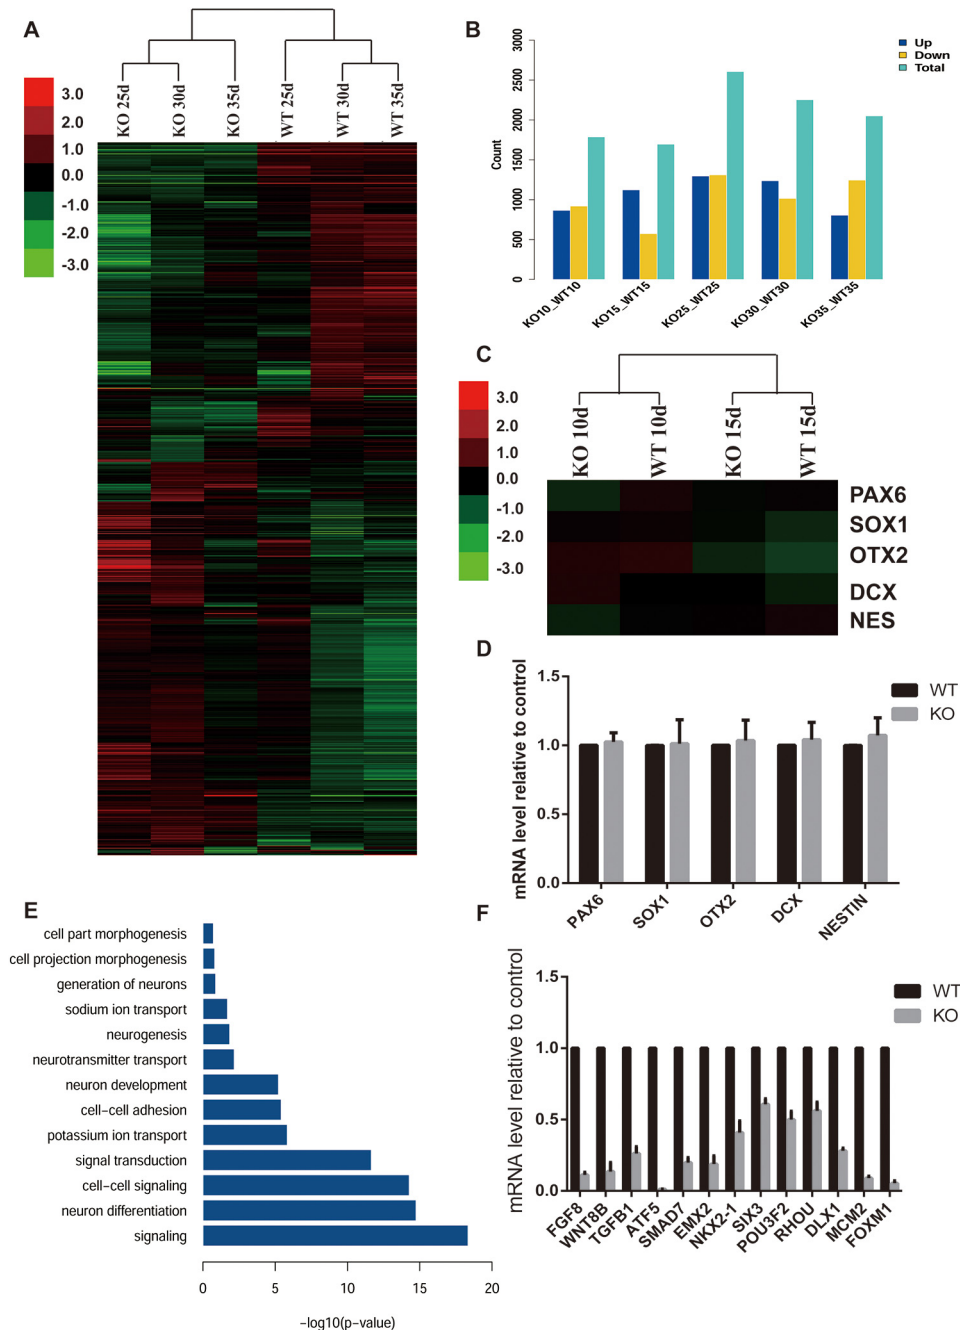 A
KO 25d
KO 30d
KO 35d
WT 25d
WT 30d
WT 35d
3.0
2.0
1.0
0.0
-1.0
-2.0
-3.0
B
Count
3000
2500
2000
1500
1000
500
0
Up
Down
Total
KO10_WT10
KO15_WT15
KO25_WT25
KO30_WT30
KO35_WT35
C
3.0
2.0
1.0
0.0
-1.0
-2.0
-3.0
KO 10d
WT 10d
KO 15d
WT 15d
PAX6
SOX1
OTX2
DCX
NES
D
mRNA level relative to control
1.5
1.0
0.5
0.0
WT
KO
PAX6
SOX1
OTX2
DCX
NESTIN
E
cell part morphogenesis
cell projection morphogenesis
generation of neurons
sodium ion transport
neurogenesis
neurotransmitter transport
neuron development
cell–cell adhesion
potassium ion transport
signal transduction
cell–cell signaling
neuron differentiation
signaling
0 5 10 15 20
–log10(p–value)
F
mRNA level relative to control
1.5
1.0
0.5
0.0
WT
KO
FGF8
WNT8B
TGFB1
ATF5
SMAD7
EMX2
NKX2-1
SIX3
POU3F2
RHOU
DLX1
MCM2
FOXM1